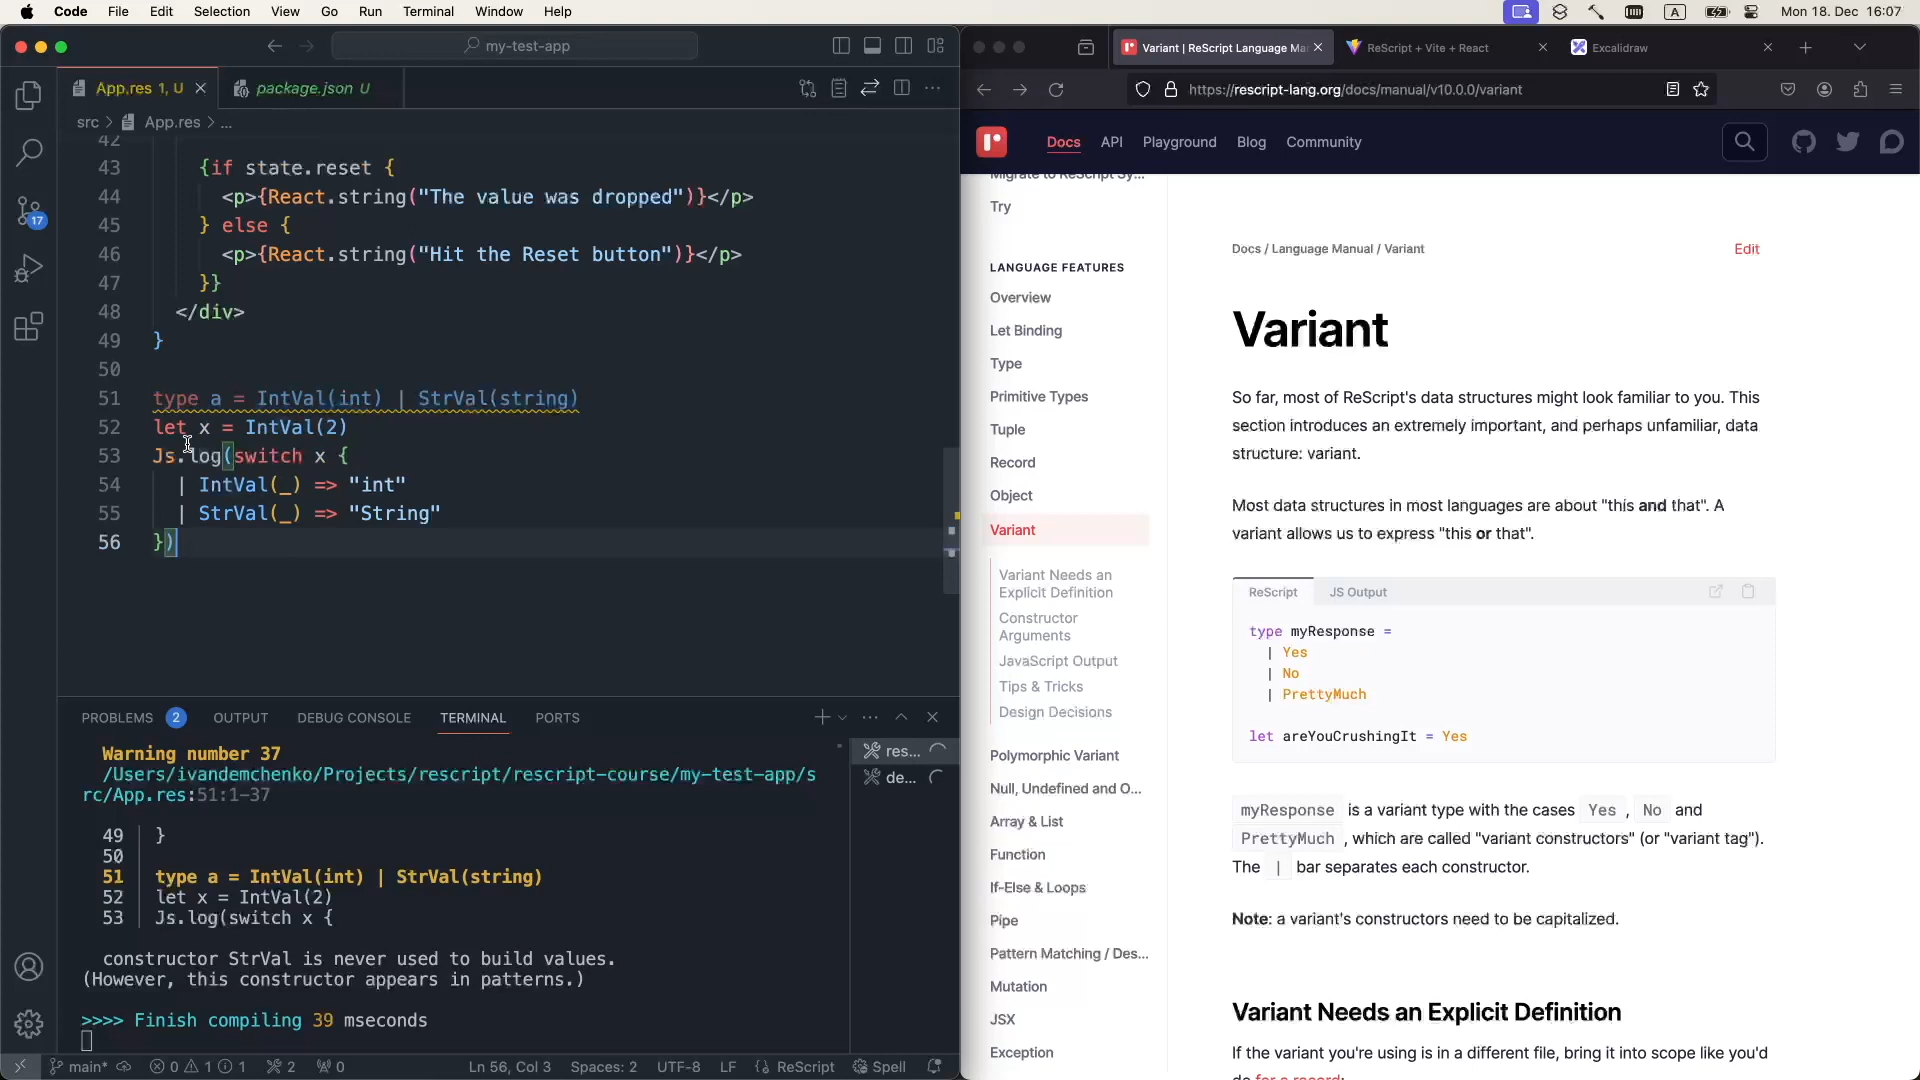 Code File Edit Selection View Go Run Terminal Window Help
A
Mon 18. Dec 16:07
my-test-app
App.res 1, U
package.json U
src > App.res > ...
42
43 {if state.reset {
44 <p>{React.string("The value was dropped")}</p>
45 } else {
46 <p>{React.string("Hit the Reset button")}</p>
47 }}
48 </div>
49 }
50
51 type a = IntVal(int) | StrVal(string)
52 let x = IntVal(2)
53 Js.log(switch x {
54 | IntVal(_) => "int"
55 | StrVal(_) => "String"
56 })
17
PROBLEMS 2 OUTPUT DEBUG CONSOLE TERMINAL PORTS
Warning number 37
/Users/ivandemchenko/Projects/rescript/rescript-course/my-test-app/s
rc/App.res:51:1-37
49 }
50
51 type a = IntVal(int) | StrVal(string)
52 let x = IntVal(2)
53 Js.log(switch x {
constructor StrVal is never used to build values.
(However, this constructor appears in patterns.)
>>>> Finish compiling 39 mseconds
res...
de...
main* 0 1 1 2 0 Ln 56, Col 3 Spaces: 2 UTF-8 LF ReScript Spell
Variant | ReScript Language Ma
ReScript + Vite + React
Excalidraw
https://rescript-lang.org/docs/manual/v10.0.0/variant
Docs API Playground Blog Community
Migrate to ReScript Sy...
Try
LANGUAGE FEATURES
Overview
Let Binding
Type
Primitive Types
Tuple
Record
Object
Variant
Variant Needs an
Explicit Definition
Constructor
Arguments
JavaScript Output
Tips & Tricks
Design Decisions
Polymorphic Variant
Null, Undefined and O...
Array & List
Function
If-Else & Loops
Pipe
Pattern Matching / Des...
Mutation
JSX
Exception
Docs / Language Manual / Variant
Edit
Variant
So far, most of ReScript's data structures might look familiar to you. This
section introduces an extremely important, and perhaps unfamiliar, data
structure: variant.
Most data structures in most languages are about "this and that". A
variant allows us to express "this or that".
ReScript JS Output
type myResponse =
| Yes
| No
| PrettyMuch
let areYouCrushingIt = Yes
myResponse is a variant type with the cases Yes , No and
PrettyMuch , which are called "variant constructors" (or "variant tag").
The | bar separates each constructor.
Note: a variant's constructors need to be capitalized.
Variant Needs an Explicit Definition
If the variant you're using is in a different file, bring it into scope like you'd
do for a record: